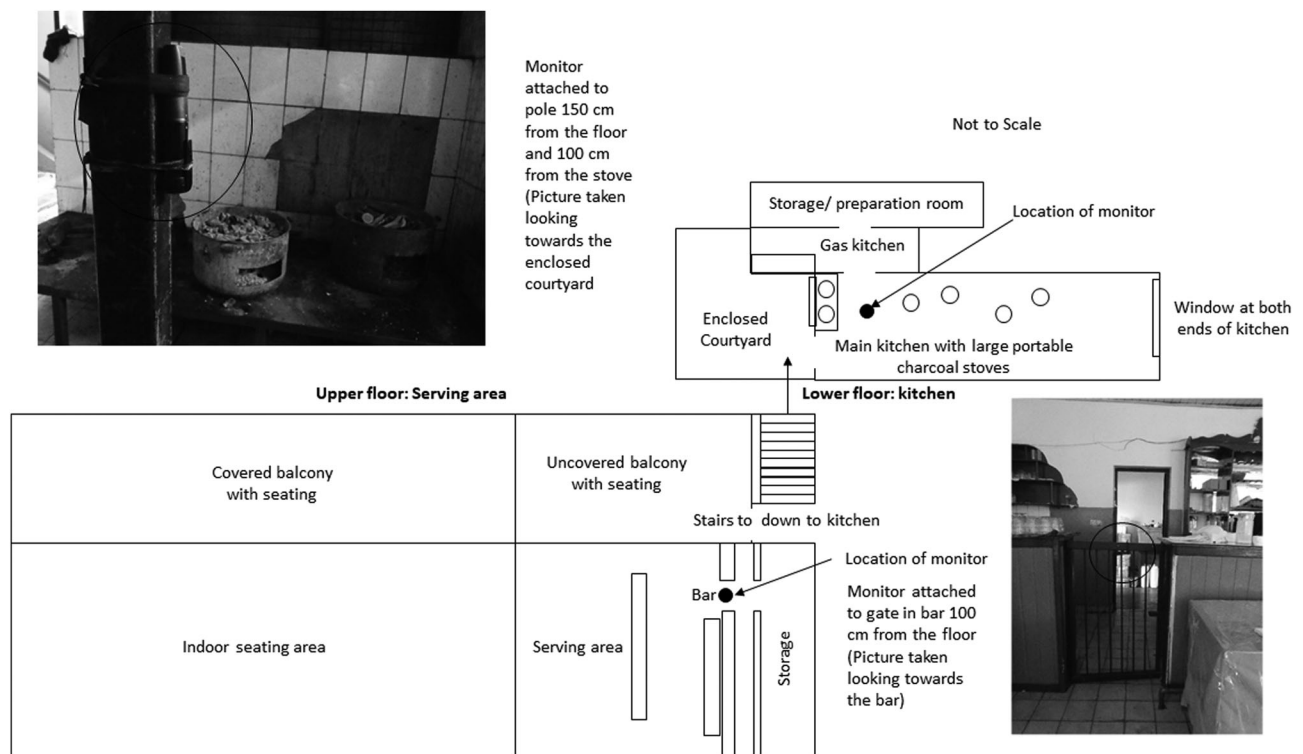 Monitor
attached to
pole 150 cm
from the floor
and 100 cm
from the stove
(Picture taken
looking
towards the
enclosed
courtyard
Not to Scale
Storage/ preparation room
Location of monitor
Gas kitchen
Enclosed
Courtyard
Window at both
ends of kitchen
Main kitchen with large portable
charcoal stoves
Upper floor: Serving area
Lower floor: kitchen
Covered balcony
with seating
Uncovered balcony
with seating
Stairs to down to kitchen
Location of monitor
Bar
Monitor attached
to gate in bar 100
cm from the floor
(Picture taken
looking towards
the bar)
Indoor seating area
Serving area
Storage